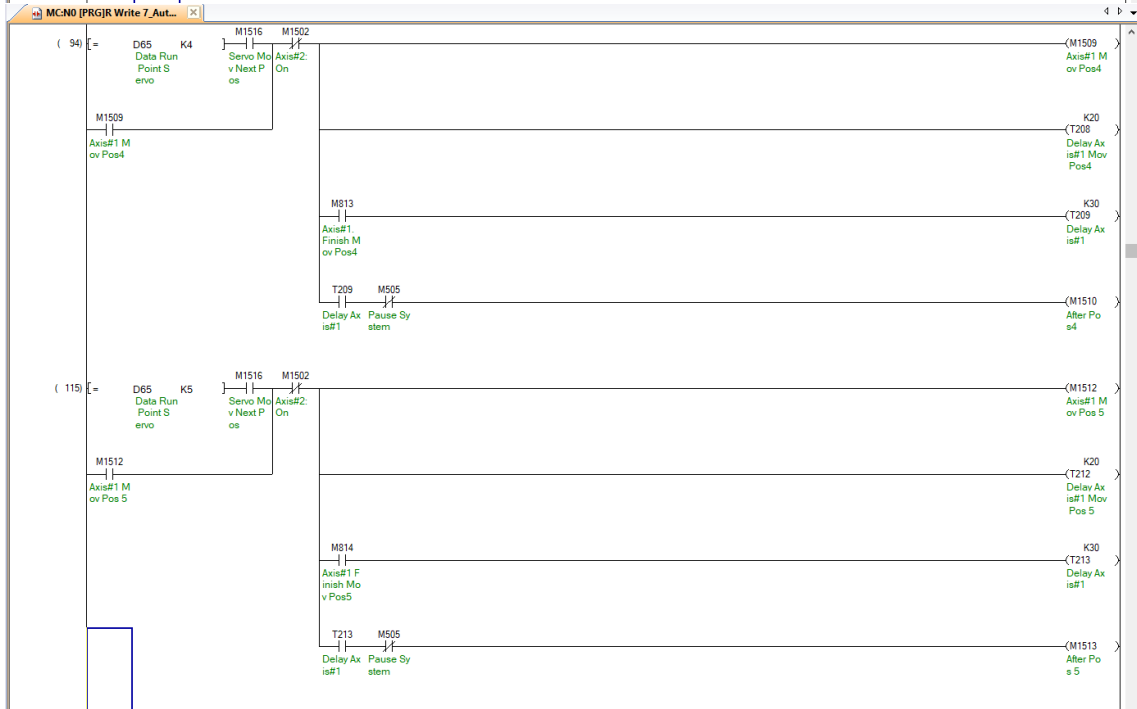 MC:N0 [PRG]R Write 7_Aut...
M1516 M1502
( 94) [= D65 K4 ] (M1509 )
Data Run Servo Mo Axis#2: Axis#1 M
Point S v Next P On ov Pos4
ervo os
M1509 K20
(T208 )
Axis#1 M Delay Ax
ov Pos4 is#1 Mov
Pos4
M813 K30
(T209 )
Axis#1. Delay Ax
Finish M is#1
ov Pos4
T209 M505
(M1510 )
Delay Ax Pause Sy After Po
is#1 stem s4
M1516 M1502
( 115) [= D65 K5 ] (M1512 )
Data Run Servo Mo Axis#2: Axis#1 M
Point S v Next P On ov Pos 5
ervo os
M1512 K20
(T212 )
Axis#1 M Delay Ax
ov Pos 5 is#1 Mov
Pos 5
M814 K30
(T213 )
Axis#1 F Delay Ax
inish Mo is#1
v Pos5
T213 M505
(M1513 )
Delay Ax Pause Sy After Po
is#1 stem s 5